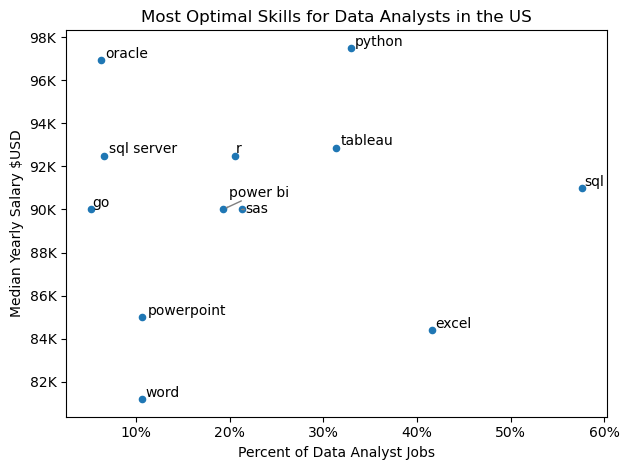 Most Optimal Skills for Data Analysts in the US
98K
python
oracle
96K
94K
tableau
sql server
r
92K
sql
power bi
90K
go
sas
88K
86K
powerpoint
excel
84K
word
82K
Median Yearly Salary $USD
10%
20%
30%
40%
50%
60%
Percent of Data Analyst Jobs